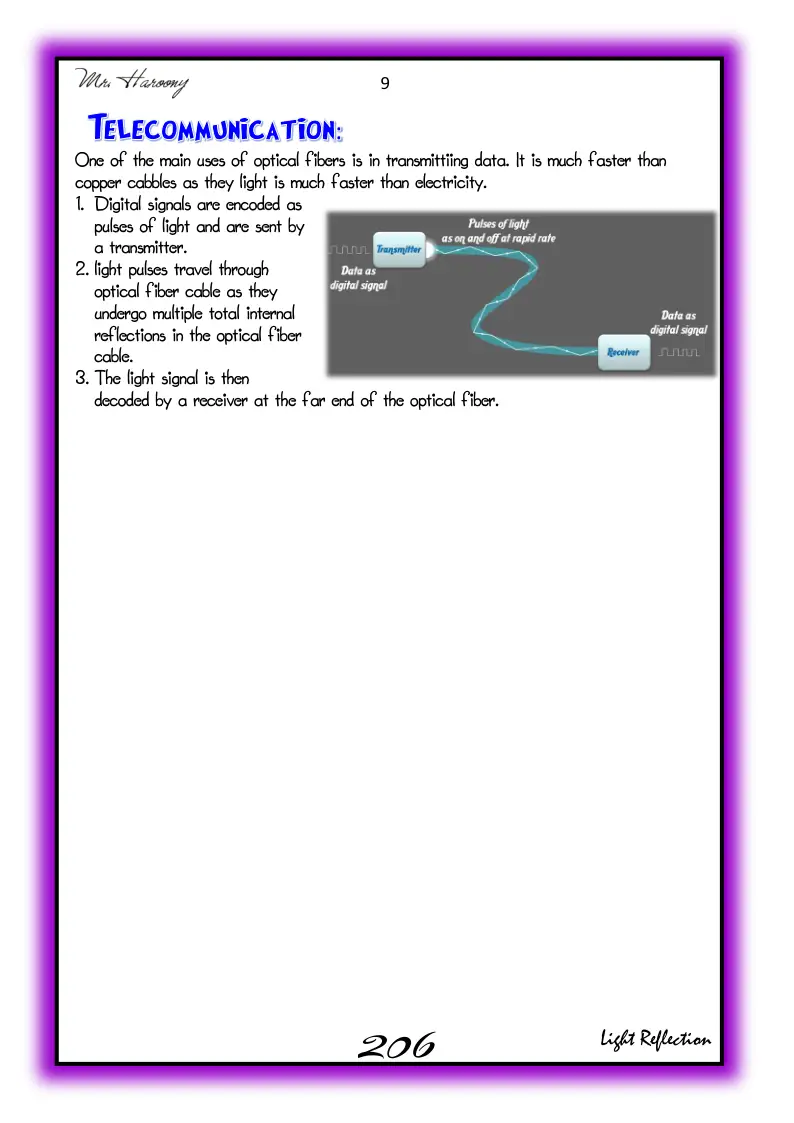 Mr. Haroony
9
TELECOMMUNICATION:
One of the main uses of optical fibers is in transmittiing data. It is much faster than
copper cabbles as they light is much faster than electricity.
1. Digital signals are encoded as
pulses of light and are sent by
a transmitter.
2. light pulses travel through
optical fiber cable as they
undergo multiple total internal
reflections in the optical fiber
cable.
3. The light signal is then
decoded by a receiver at the far end of the optical fiber.
Pulses of light
as on and off at rapid rate
Transmitter
Data as
digital signal
Data as
digital signal
Receiver
206
Light Reflection